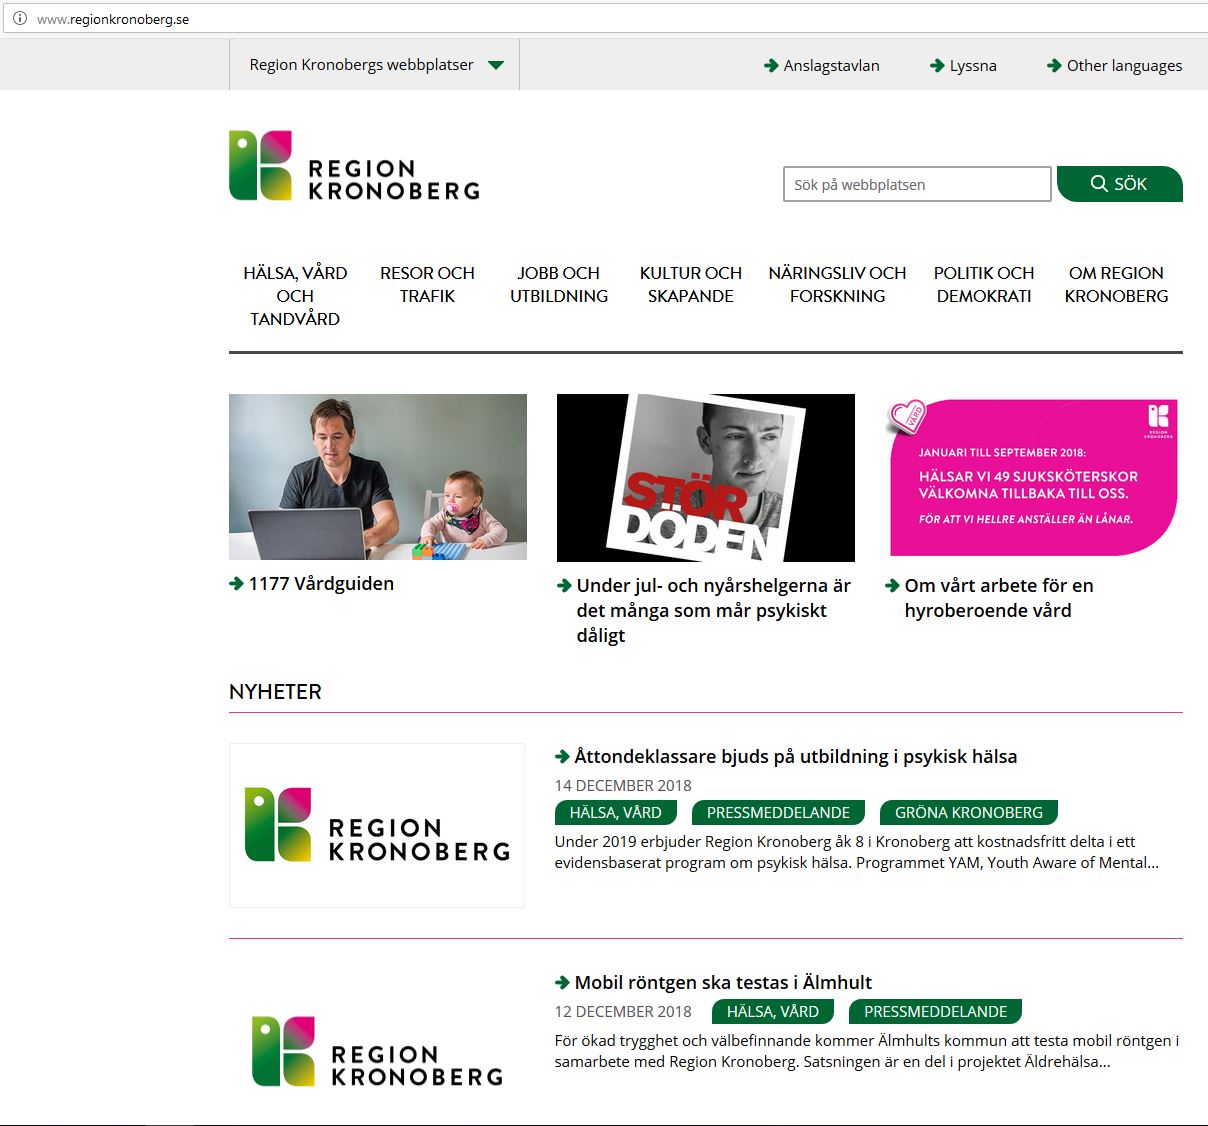 www.regionkronoberg.se
Region Kronobergs webbplatser
Anslagstavlan
Lyssna
Other languages
REGION
KRONOBERG
Sök på webbplatsen
SÖK
HÄLSA, VÅRD
OCH
TANDVÅRD
RESOR OCH
TRAFIK
JOBB OCH
UTBILDNING
KULTUR OCH
SKAPANDE
NÄRINGSLIV OCH
FORSKNING
POLITIK OCH
DEMOKRATI
OM REGION
KRONOBERG
STÖR
DÖDEN
VÅRD
REGION
KRONOBERG
JANUARI TILL SEPTEMBER 2018:
HÄLSAR VI 49 SJUKSKÖTERSKOR
VÄLKOMNA TILLBAKA TILL OSS.
FÖR ATT VI HELLRE ANSTÄLLER ÄN LÅNAR.
1177 Vårdguiden
Under jul- och nyårshelgerna är
det många som mår psykiskt
dåligt
Om vårt arbete för en
hyroberoende vård
NYHETER
REGION
KRONOBERG
Åttondeklassare bjuds på utbildning i psykisk hälsa
14 DECEMBER 2018
HÄLSA, VÅRD PRESSMEDDELANDE GRÖNA KRONOBERG
Under 2019 erbjuder Region Kronoberg åk 8 i Kronoberg att kostnadsfritt delta i ett
evidensbaserat program om psykisk hälsa. Programmet YAM, Youth Aware of Mental...
REGION
KRONOBERG
Mobil röntgen ska testas i Älmhult
12 DECEMBER 2018 HÄLSA, VÅRD PRESSMEDDELANDE
För ökad trygghet och välbefinnande kommer Älmhults kommun att testa mobil röntgen i
samarbete med Region Kronoberg. Satsningen är en del i projektet Äldrehälsa...